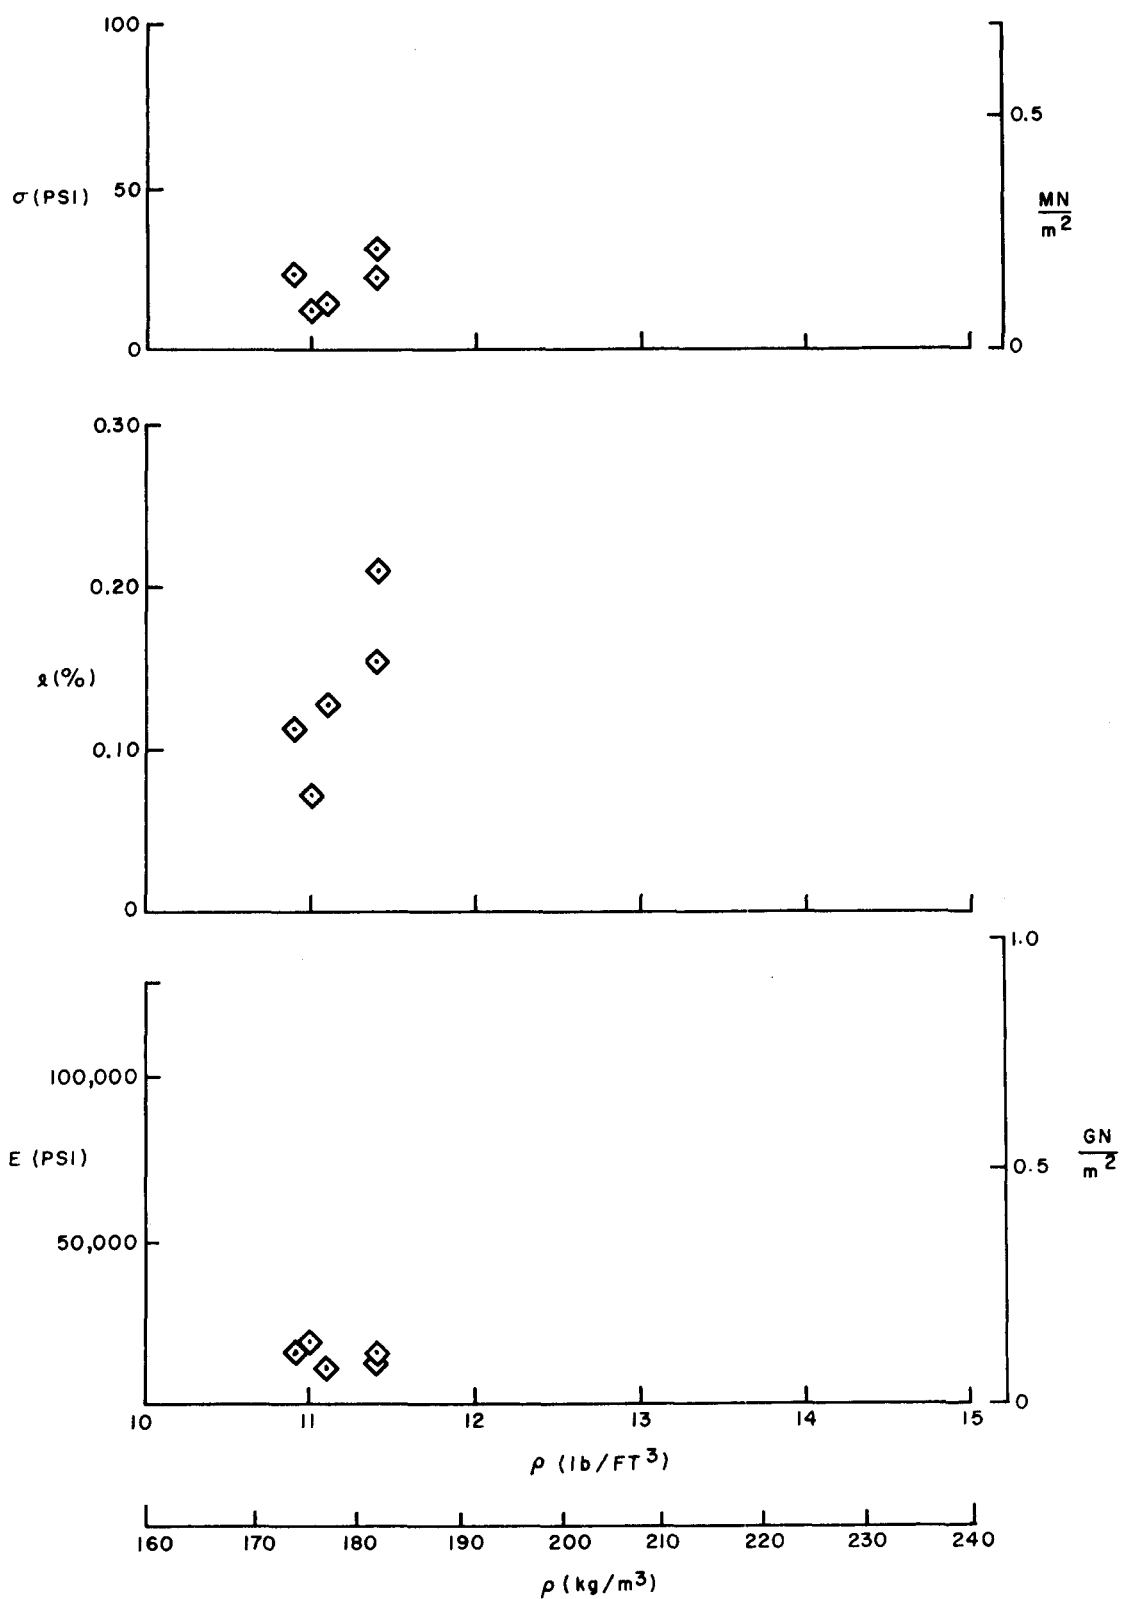 100
50
0
σ (PSI)
0.5
0
MN
m²
0.30
0.20
0.10
0
ℓ (%)
100,000
50,000
E (PSI)
1.0
0.5
0
GN
m²
10 11 12 13 14 15
ρ (lb/FT³)
160 170 180 190 200 210 220 230 240
ρ (kg/m³)